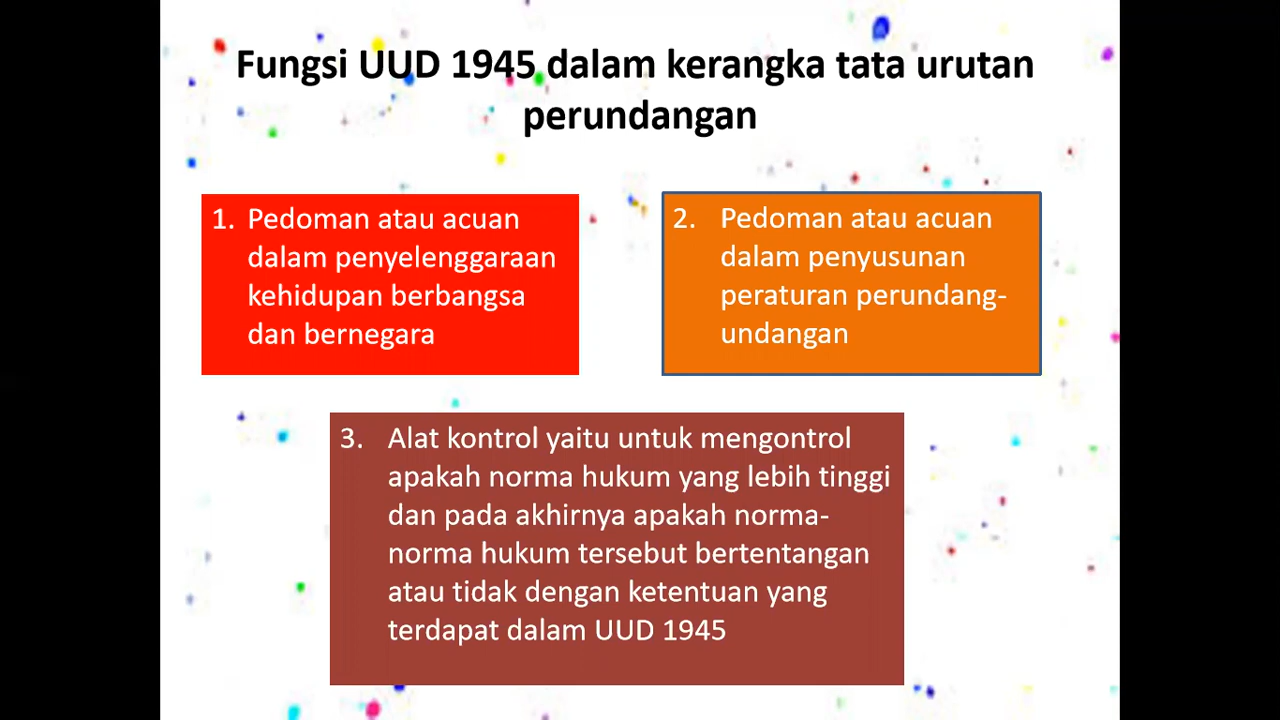 Fungsi UUD 1945 dalam kerangka tata urutan
perundangan
1. Pedoman atau acuan
dalam penyelenggaraan
kehidupan berbangsa
dan bernegara
2. Pedoman atau acuan
dalam penyusunan
peraturan perundang-
undangan
3. Alat kontrol yaitu untuk mengontrol
apakah norma hukum yang lebih tinggi
dan pada akhirnya apakah norma-
norma hukum tersebut bertentangan
atau tidak dengan ketentuan yang
terdapat dalam UUD 1945